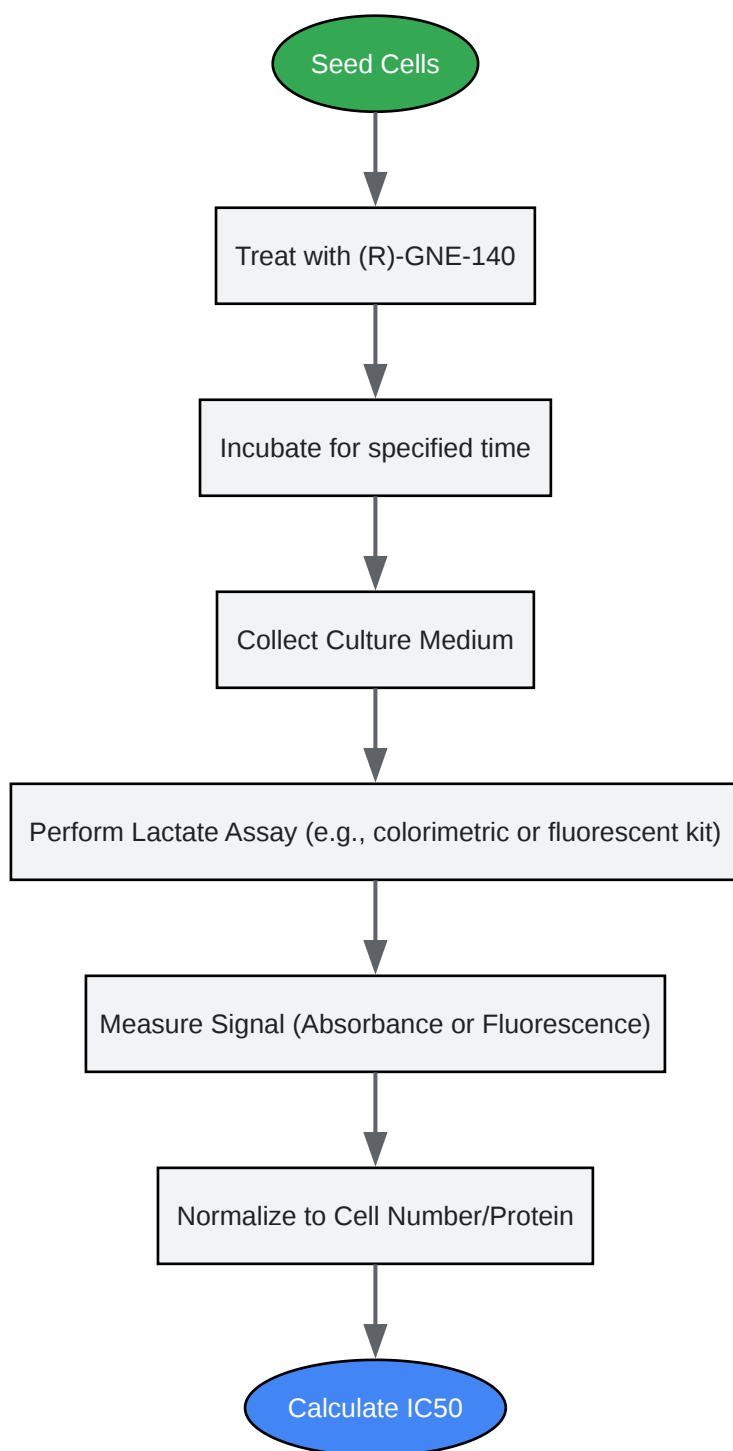 Seed Cells
Treat with (R)-GNE-140
Incubate for specified time
Collect Culture Medium
Perform Lactate Assay (e.g., colorimetric or fluorescent kit)
Measure Signal (Absorbance or Fluorescence)
Normalize to Cell Number/Protein
Calculate IC50